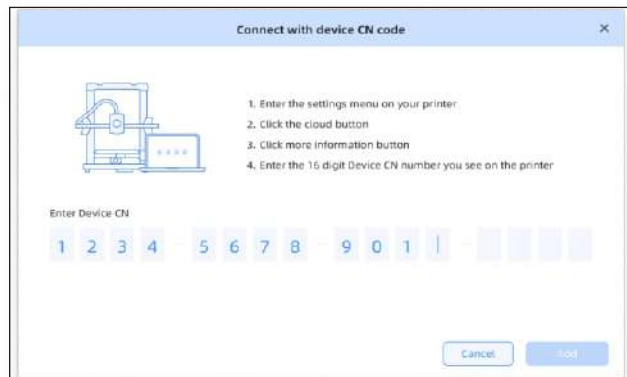 Connect with device CN code ×
1. Enter the settings menu on your printer
2. Click the cloud button
3. Click more information button
4. Enter the 16 digit Device CN number you see on the printer
Enter Device CN
1 2 3 4 - 5 6 7 8 - 9 0 1 -
Cancel Add